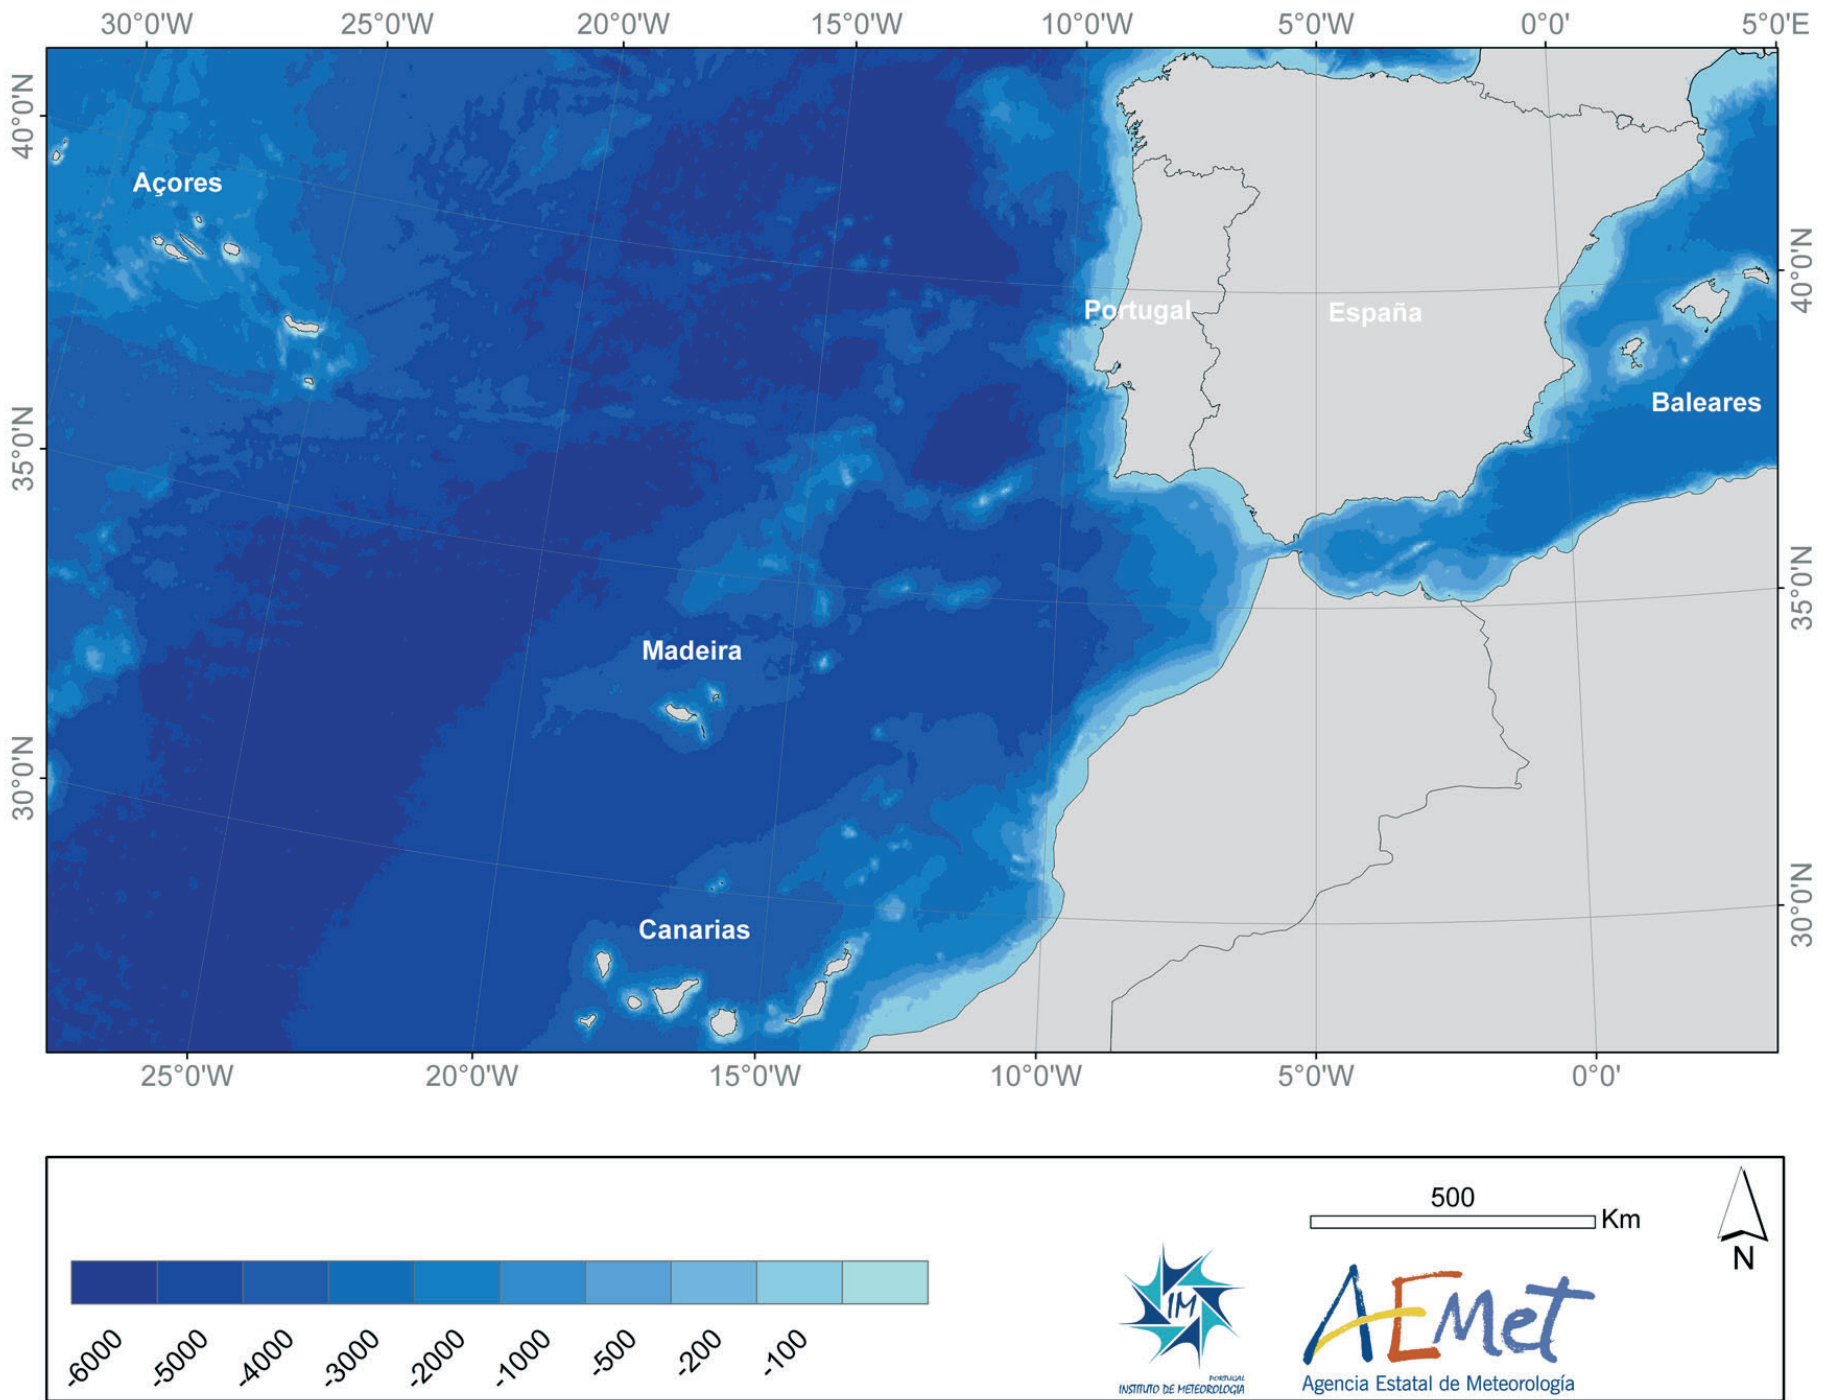 30°0'W 25°0'W 20°0'W 15°0'W 10°0'W 5°0'W 0°0' 5°0'E
40°0'N
Açores
40°0'N
Portugal
España
Baleares
35°0'N
35°0'N
Madeira
30°0'N
30°0'N
Canarias
25°0'W 20°0'W 15°0'W 10°0'W 5°0'W 0°0'
500
Km
N
-6000 -5000 -4000 -3000 -2000 -1000 -500 -200 -100
IM
PORTUGAL
INSTITUTO DE METEOROLOGIA
AEMet
Agencia Estatal de Meteorología